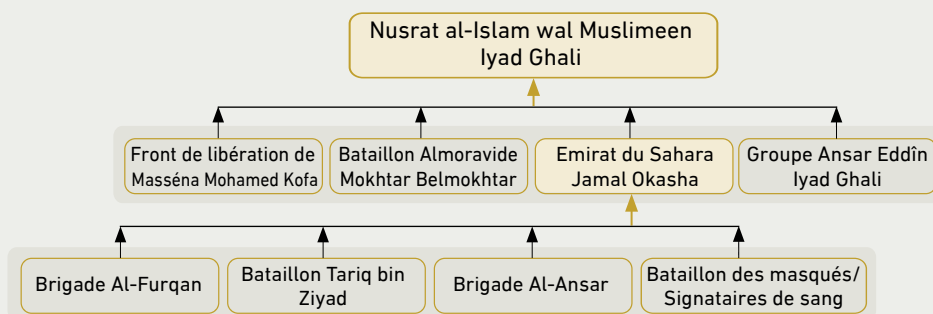 Nusrat al-Islam wal Muslimeen
Iyad Ghali
Front de libération de
Masséna Mohamed Kofa
Bataillon Almoravide
Mokhtar Belmokhtar
Emirat du Sahara
Jamal Okasha
Groupe Ansar Eddîn
Iyad Ghali
Brigade Al-Furqan
Bataillon Tariq bin
Ziyad
Brigade Al-Ansar
Bataillon des masqués/
Signataires de sang